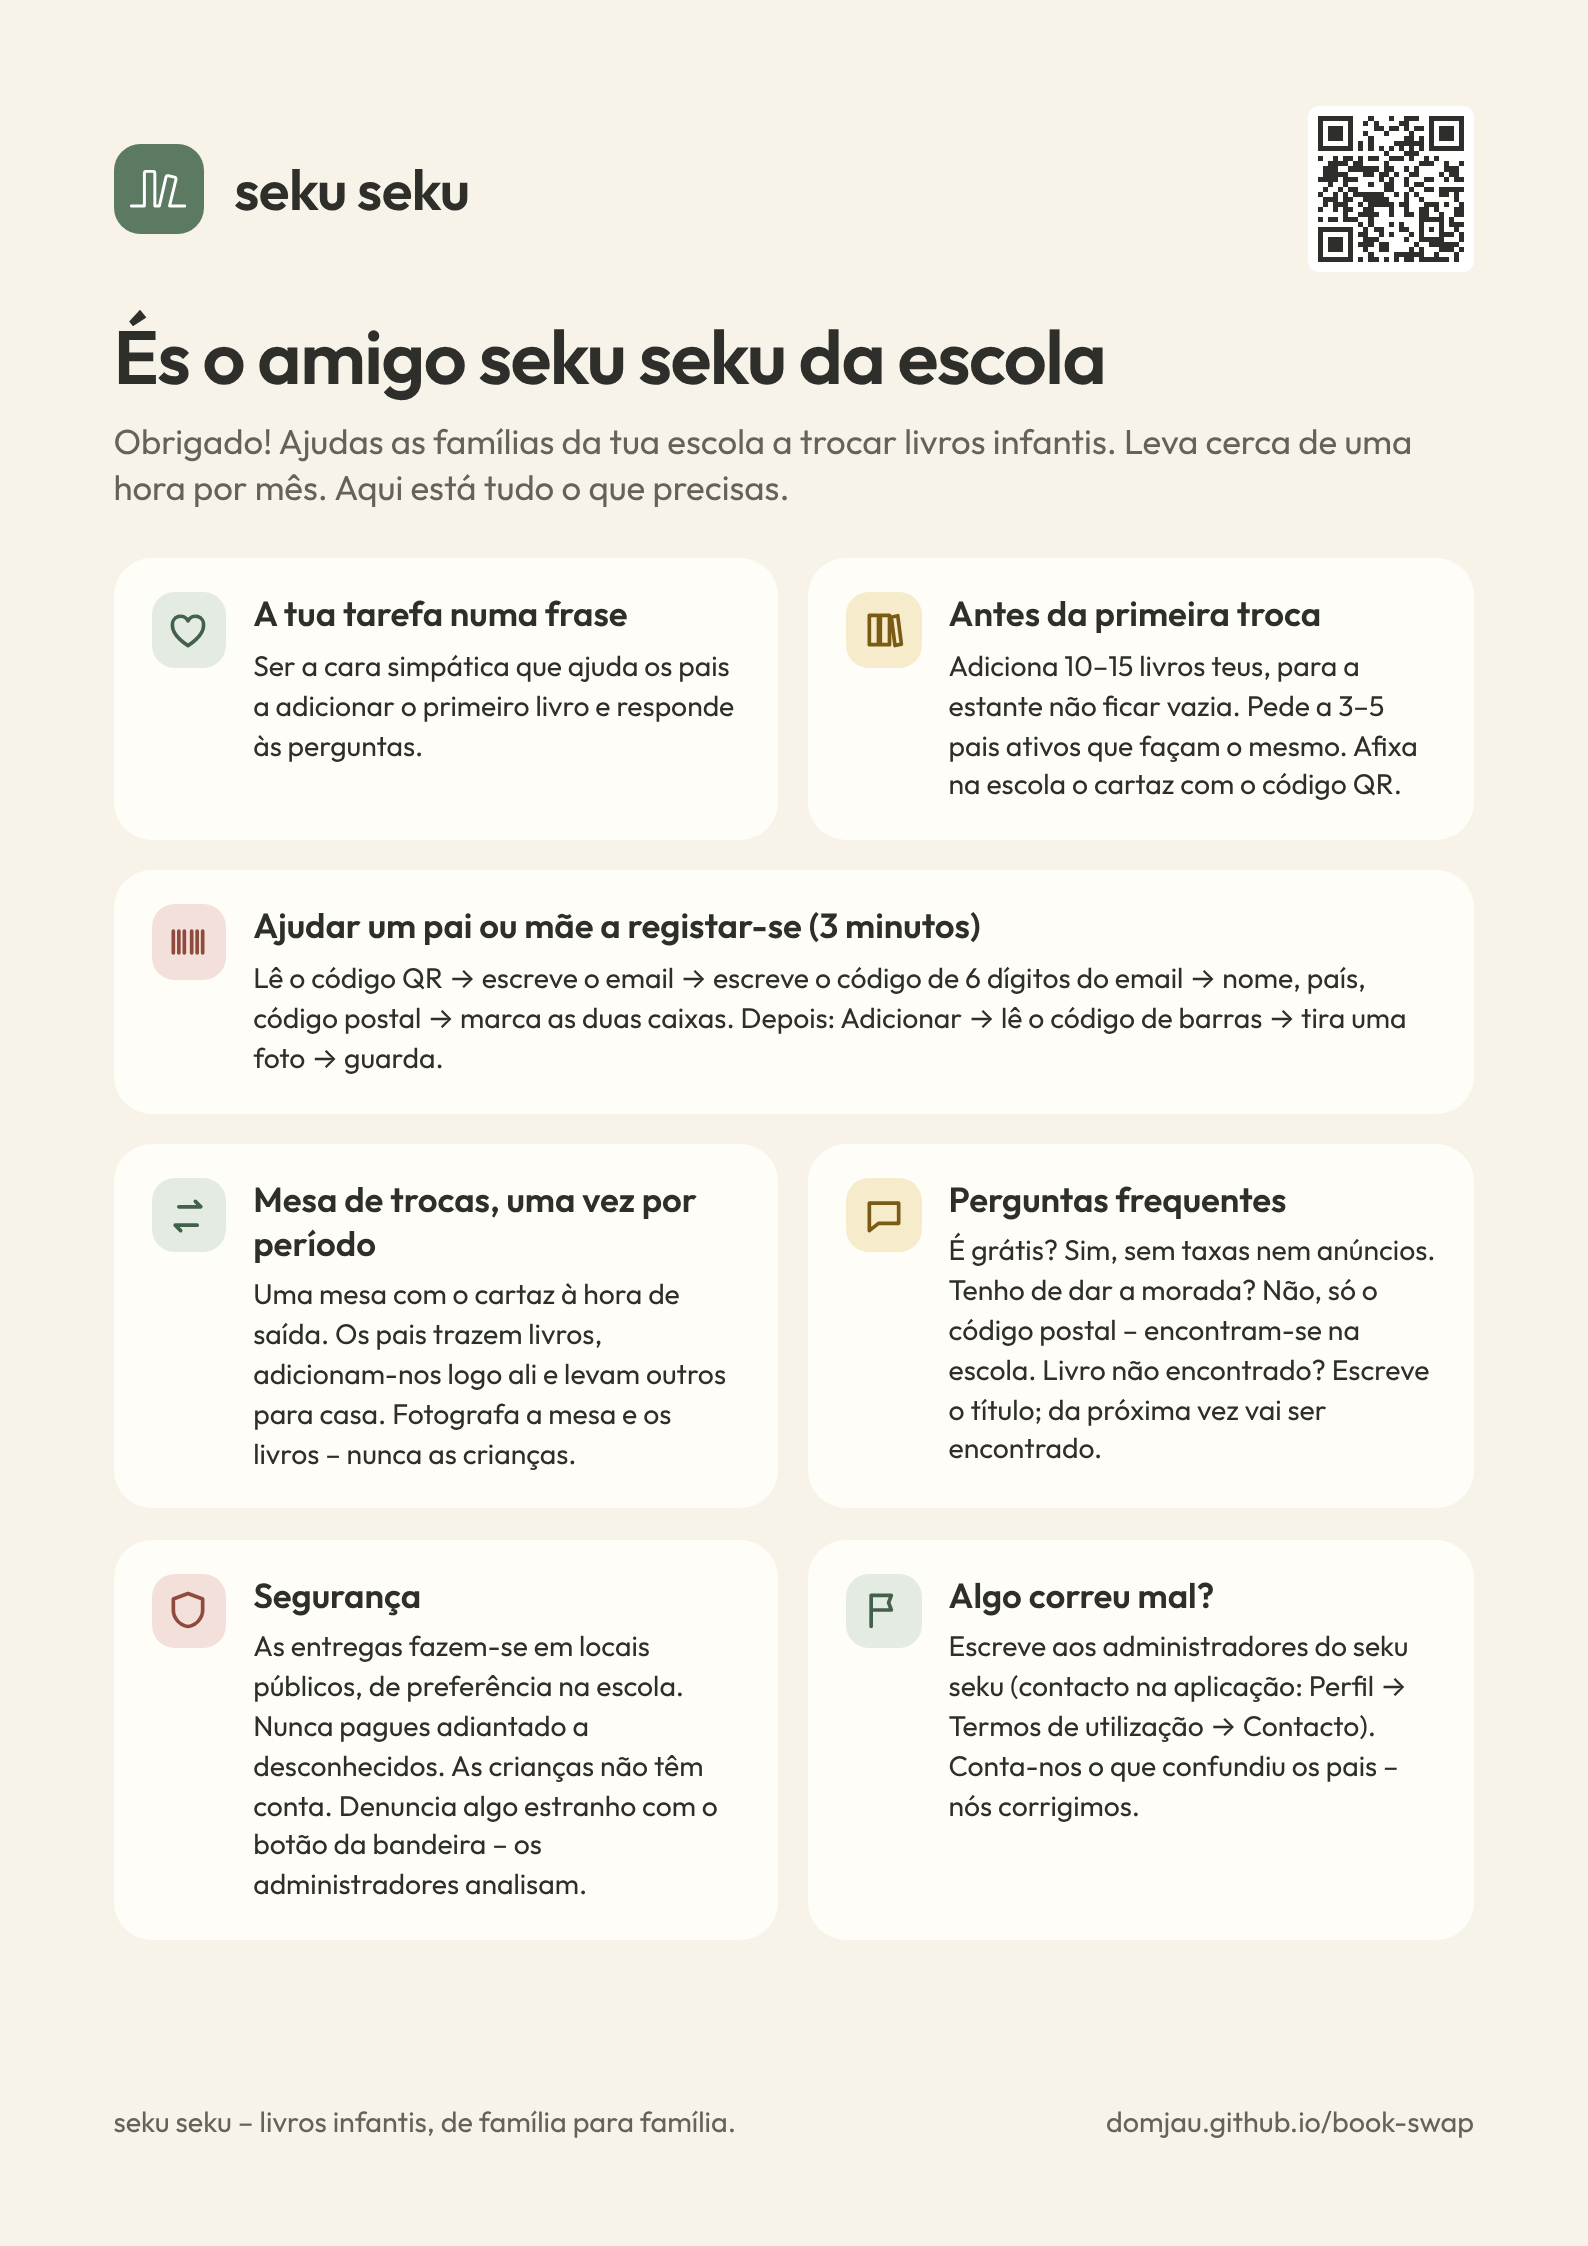 seku seku
És o amigo seku seku da escola
Obrigado! Ajudas as famílias da tua escola a trocar livros infantis. Leva cerca de uma
hora por mês. Aqui está tudo o que precisas.
A tua tarefa numa frase
Ser a cara simpática que ajuda os pais
a adicionar o primeiro livro e responde
às perguntas.
Antes da primeira troca
Adiciona 10–15 livros teus, para a
estante não ficar vazia. Pede a 3–5
pais ativos que façam o mesmo. Afixa
na escola o cartaz com o código QR.
Ajudar um pai ou mãe a registar-se (3 minutos)
Lê o código QR → escreve o email → escreve o código de 6 dígitos do email → nome, país,
código postal → marca as duas caixas. Depois: Adicionar → lê o código de barras → tira uma
foto → guarda.
Mesa de trocas, uma vez por
período
Uma mesa com o cartaz à hora de
saída. Os pais trazem livros,
adicionam-nos logo ali e levam outros
para casa. Fotografa a mesa e os
livros – nunca as crianças.
Perguntas frequentes
É grátis? Sim, sem taxas nem anúncios.
Tenho de dar a morada? Não, só o
código postal – encontram-se na
escola. Livro não encontrado? Escreve
o título; da próxima vez vai ser
encontrado.
Segurança
As entregas fazem-se em locais
públicos, de preferência na escola.
Nunca pagues adiantado a
desconhecidos. As crianças não têm
conta. Denuncia algo estranho com o
botão da bandeira – os
administradores analisam.
Algo correu mal?
Escreve aos administradores do seku
seku (contacto na aplicação: Perfil →
Termos de utilização → Contacto).
Conta-nos o que confundiu os pais –
nós corrigimos.
seku seku – livros infantis, de família para família.
domjau.github.io/book-swap